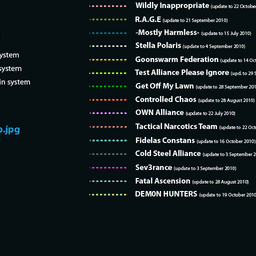 Wildly Inappropriate (update to 22 October
R.A.G.E (update to 21 September 2010)
-Mostly Harmless- (update to 15 July 2010)
Stella Polaris (update to 4 September 2010)
ystem
Goonswarm Federation (update to 14 Oc
system
Test Alliance Please Ignore (upd. to 29 S
in system
Get Off My Lawn (update to 28 September 201
Controlled Chaos (update to 28 August 2010)
OWN Alliance (update to 22 July 2010)
Tactical Narcotics Team (update to 22 Oc
o.jpg
Fidelas Constans (update to 16 October 2010)
Cold Steel Alliance (update to 3 September 2
Sev3rance (update to 3 September 2010)
Fatal Ascension (update to 28 August 2010)
DEM0N HUNTERS (update to 19 October 2010